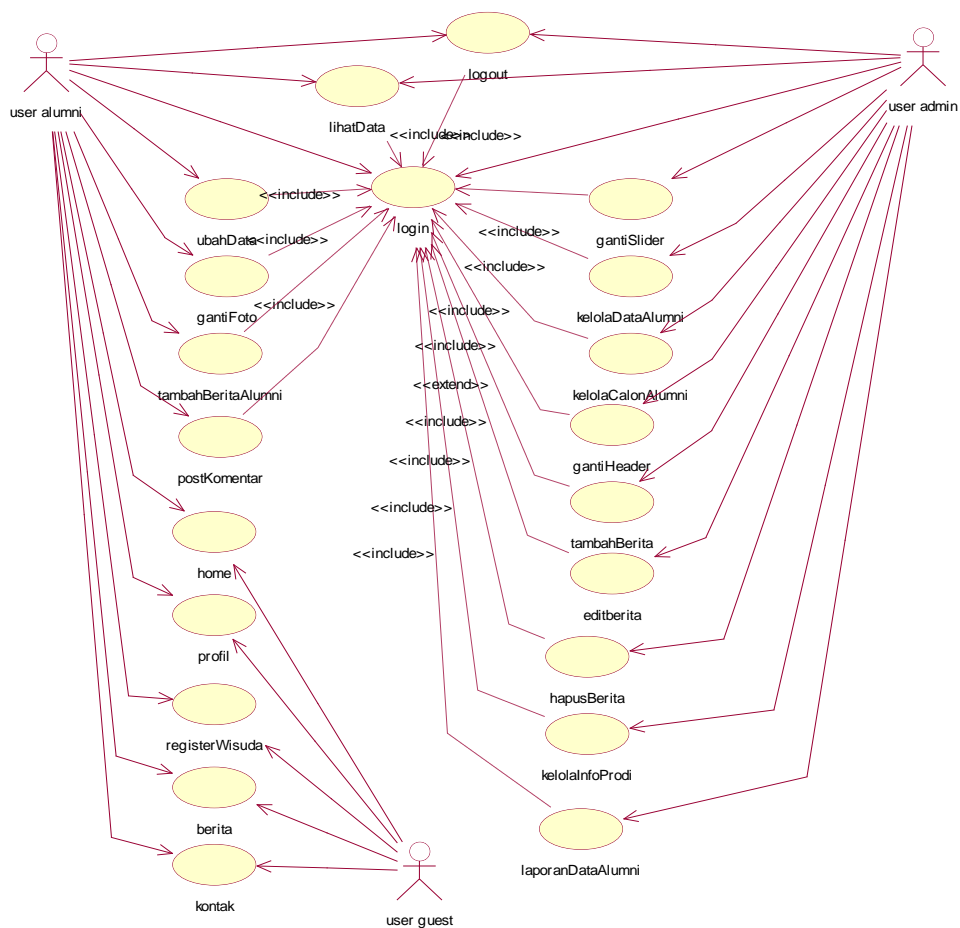 logout
user alumni
user admin
lihatData
<<include>>
<<include>>
<<include>>
login
ubahData
<<include>>
<<include>>
gantiSlider
<<include>>
gantiFoto
<<include>>
kelolaDataAlumni
<<include>>
tambahBeritaAlumni
<<include>>
kelolaCalonAlumni
<<extend>>
<<include>>
postKomentar
<<include>>
gantiHeader
<<include>>
tambahBerita
<<include>>
home
editberita
profil
hapusBerita
registerWisuda
kelolaInfoProdi
berita
laporanDataAlumni
kontak
user guest